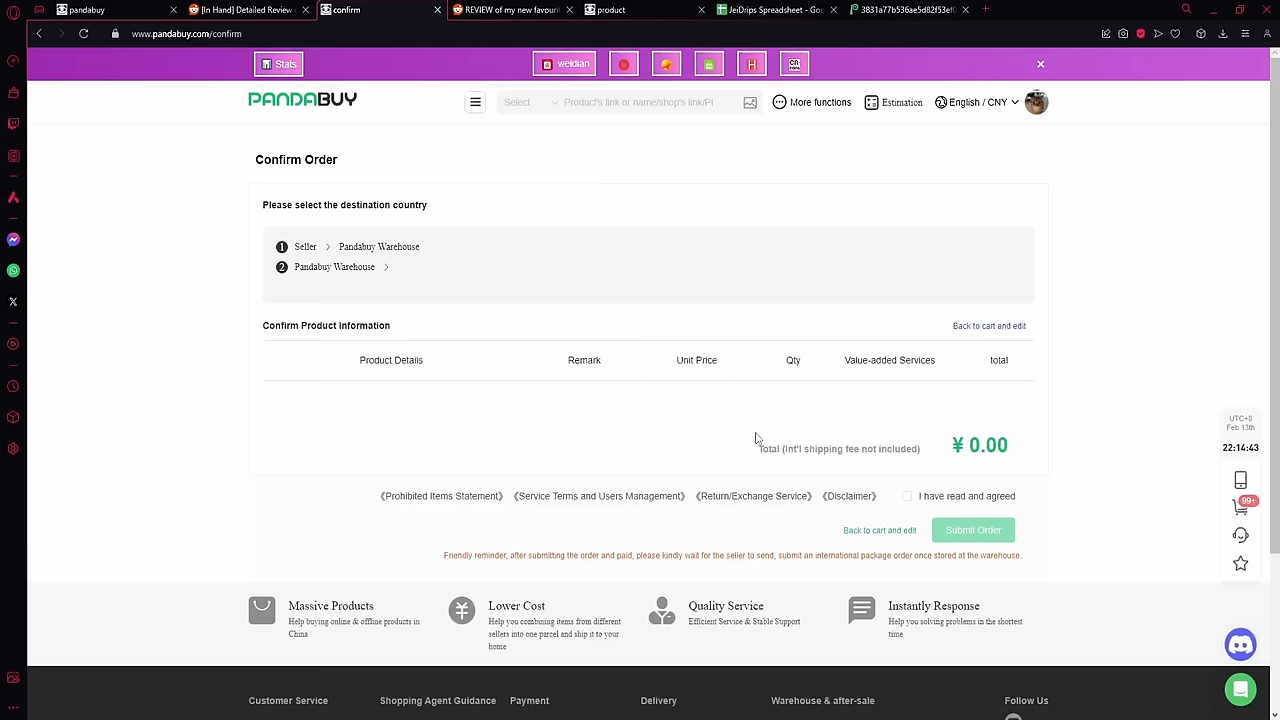 pandabuy
[In Hand] Detailed Review
confirm
REVIEW of my new favourit
product
JeiDrips Spreadsheet - Goo
3831a77b536ae5d82f53ef0
www.pandabuy.com/confirm
Stats
weidian
PANDABUY
Select
Product's link or name/shop's link/PI
More functions
Estimation
English / CNY
Confirm Order
Please select the destination country
1 Seller > Pandabuy Warehouse
2 Pandabuy Warehouse >
Confirm Product Information
Back to cart and edit
Product Details
Remark
Unit Price
Qty
Value-added Services
total
UTC+8
Feb 13th
22:14:43
99+
Total (Int'l shipping fee not included)
¥ 0.00
《Prohibited Items Statement》 《Service Terms and Users Management》 《Return/Exchange Service》 《Disclaimer》
I have read and agreed
Back to cart and edit
Submit Order
Friendly reminder, after submitting the order and paid, please kindly wait for the seller to send, submit an international package order once stored at the warehouse.
Massive Products
Help buying online & offline products in
China
Lower Cost
Help you combining items from different
sellers into one parcel and ship it to your
home
Quality Service
Efficient Service & Stable Support
Instantly Response
Help you solving problems in the shortest
time
Customer Service
Shopping Agent Guidance
Payment
Delivery
Warehouse & after-sale
Follow Us